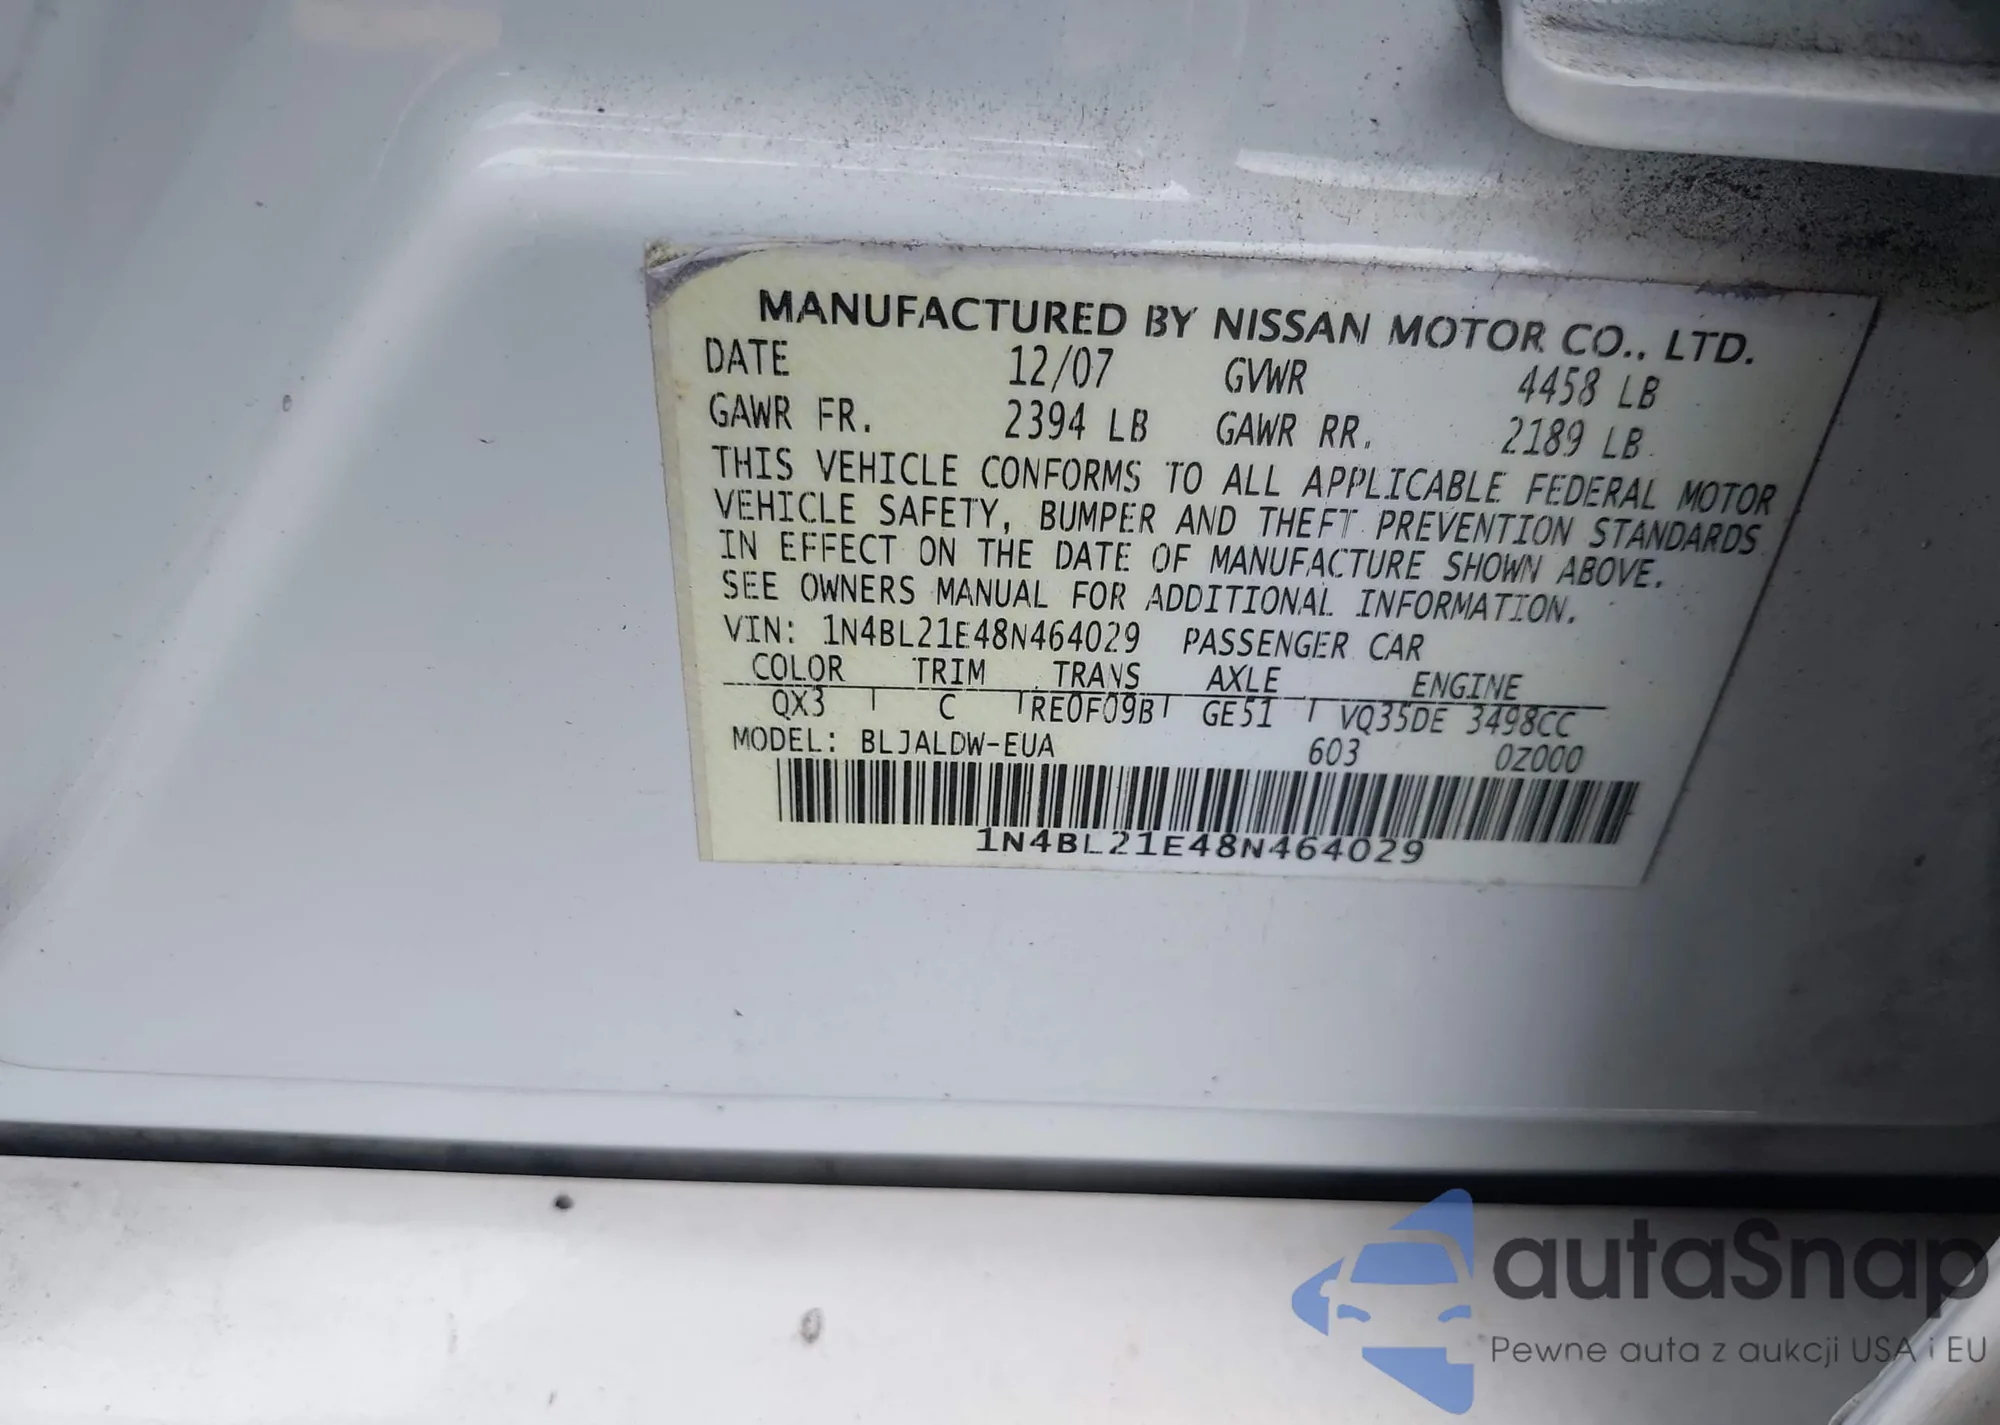 MANUFACTURED BY NISSAN MOTOR CO., LTD.
DATE 12/07 GVWR 4458 LB
GAWR FR. 2394 LB GAWR RR. 2189 LB
THIS VEHICLE CONFORMS TO ALL APPLICABLE FEDERAL MOTOR
VEHICLE SAFETY, BUMPER AND THEFT PREVENTION STANDARDS
IN EFFECT ON THE DATE OF MANUFACTURE SHOWN ABOVE.
SEE OWNERS MANUAL FOR ADDITIONAL INFORMATION.
VIN: 1N4BL21E48N464029 PASSENGER CAR
COLOR TRIM TRANS AXLE ENGINE
QX3 C RE0F09B GE51 VQ35DE 3498CC
MODEL: BLJALDW-EUA 603 0Z000
1N4BL21E48N464029
autaSnap
Pewne auta z aukcji USA i EU